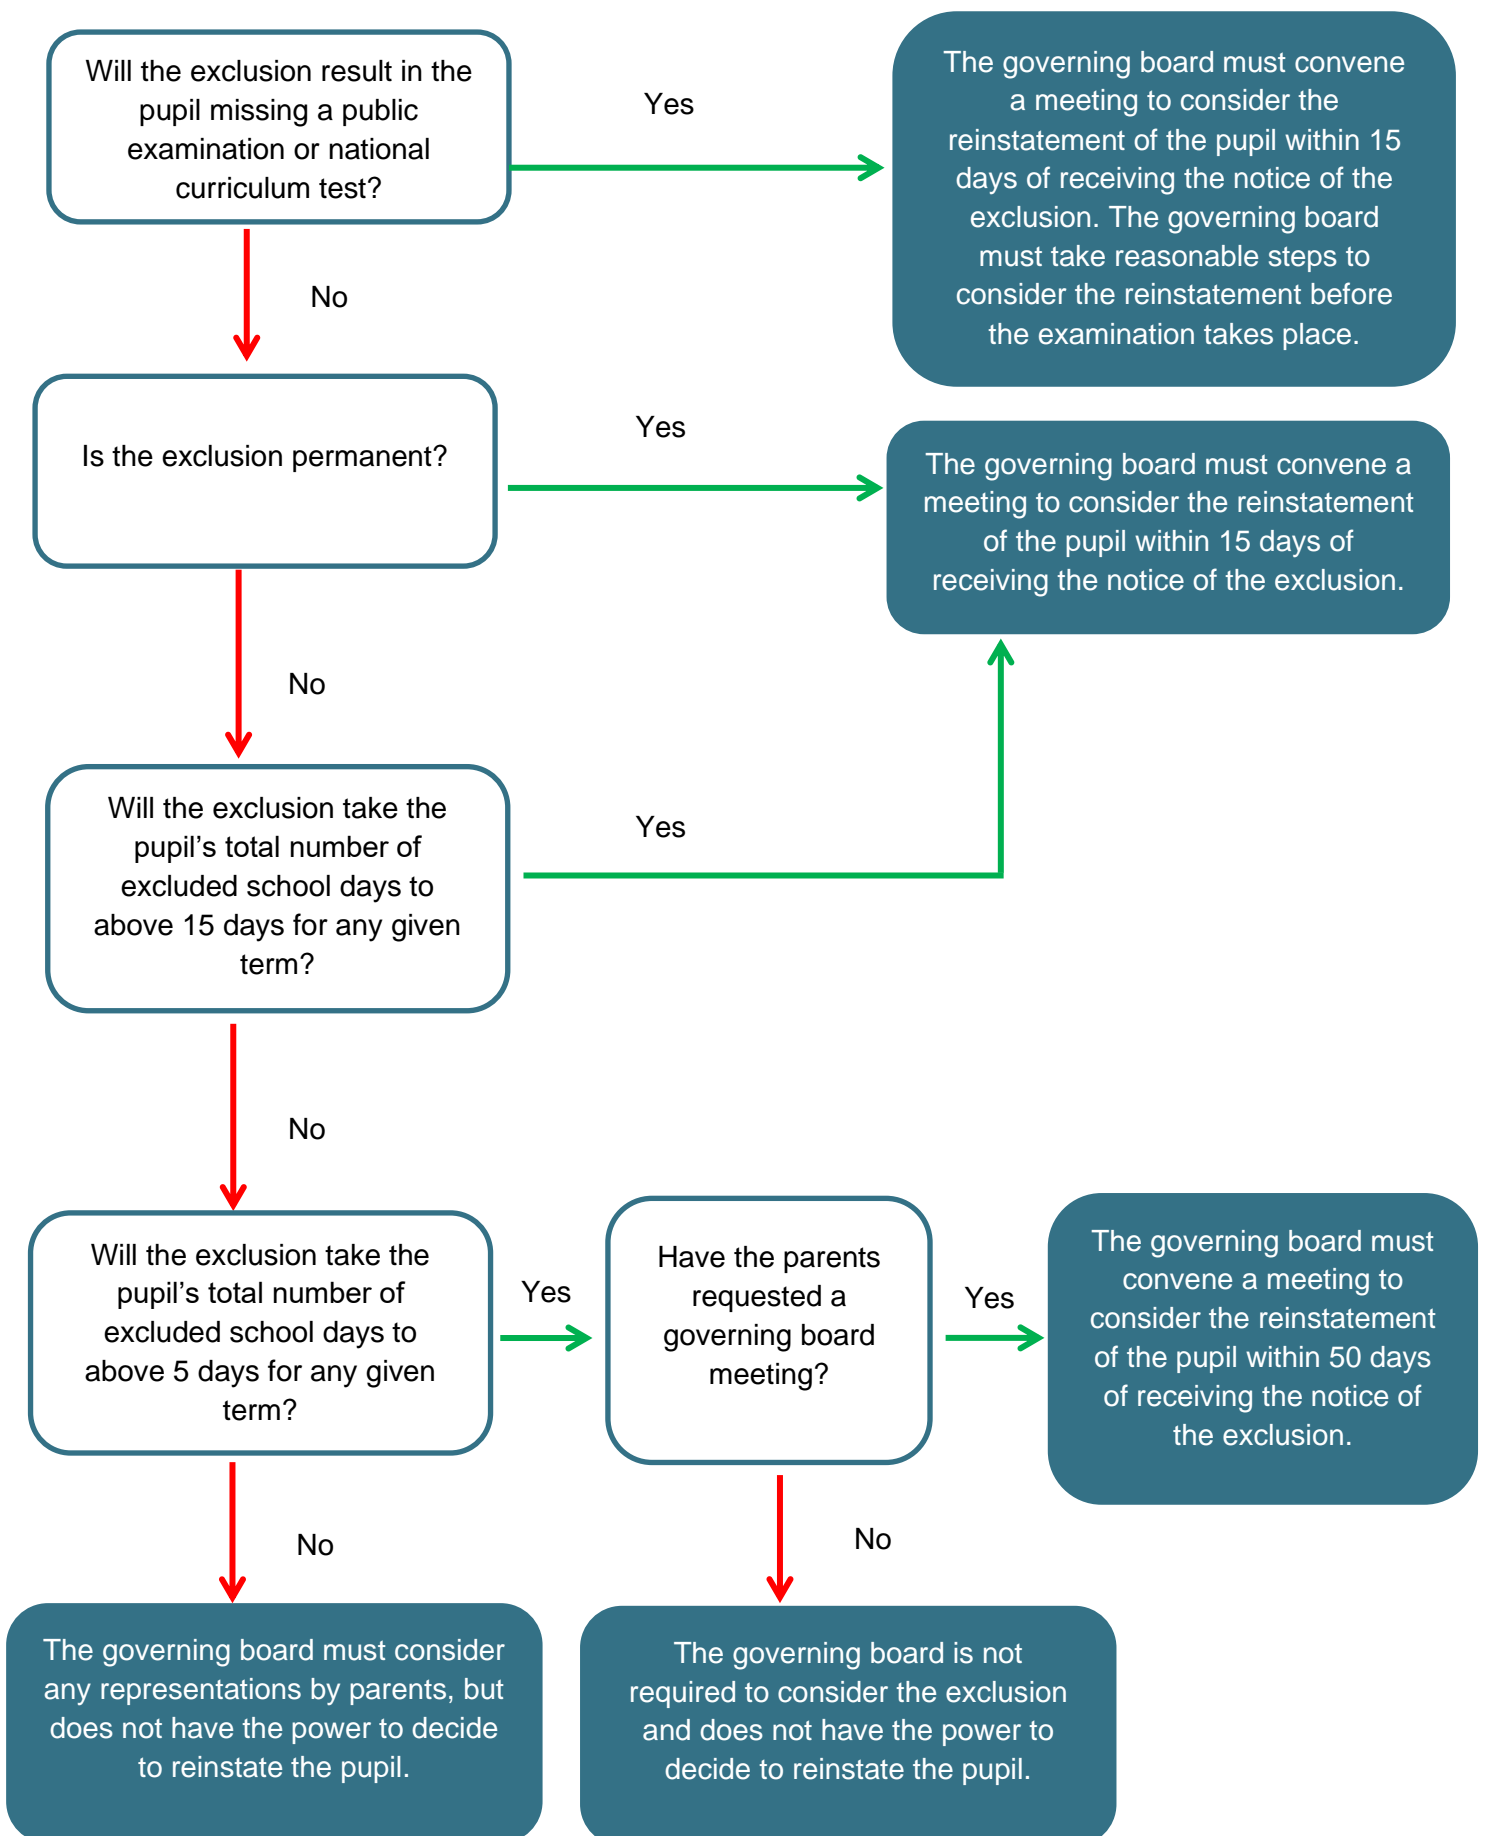 Will the exclusion result in the
pupil missing a public
examination or national
curriculum test?
Yes
The governing board must convene
a meeting to consider the
reinstatement of the pupil within 15
days of receiving the notice of the
exclusion. The governing board
must take reasonable steps to
consider the reinstatement before
the examination takes place.
No
Is the exclusion permanent?
Yes
The governing board must convene a
meeting to consider the reinstatement
of the pupil within 15 days of
receiving the notice of the exclusion.
No
Will the exclusion take the
pupil’s total number of
excluded school days to
above 15 days for any given
term?
Yes
No
Will the exclusion take the
pupil’s total number of
excluded school days to
above 5 days for any given
term?
Yes
Have the parents
requested a
governing board
meeting?
Yes
The governing board must
convene a meeting to
consider the reinstatement
of the pupil within 50 days
of receiving the notice of
the exclusion.
No
No
The governing board must consider
any representations by parents, but
does not have the power to decide
to reinstate the pupil.
The governing board is not
required to consider the exclusion
and does not have the power to
decide to reinstate the pupil.